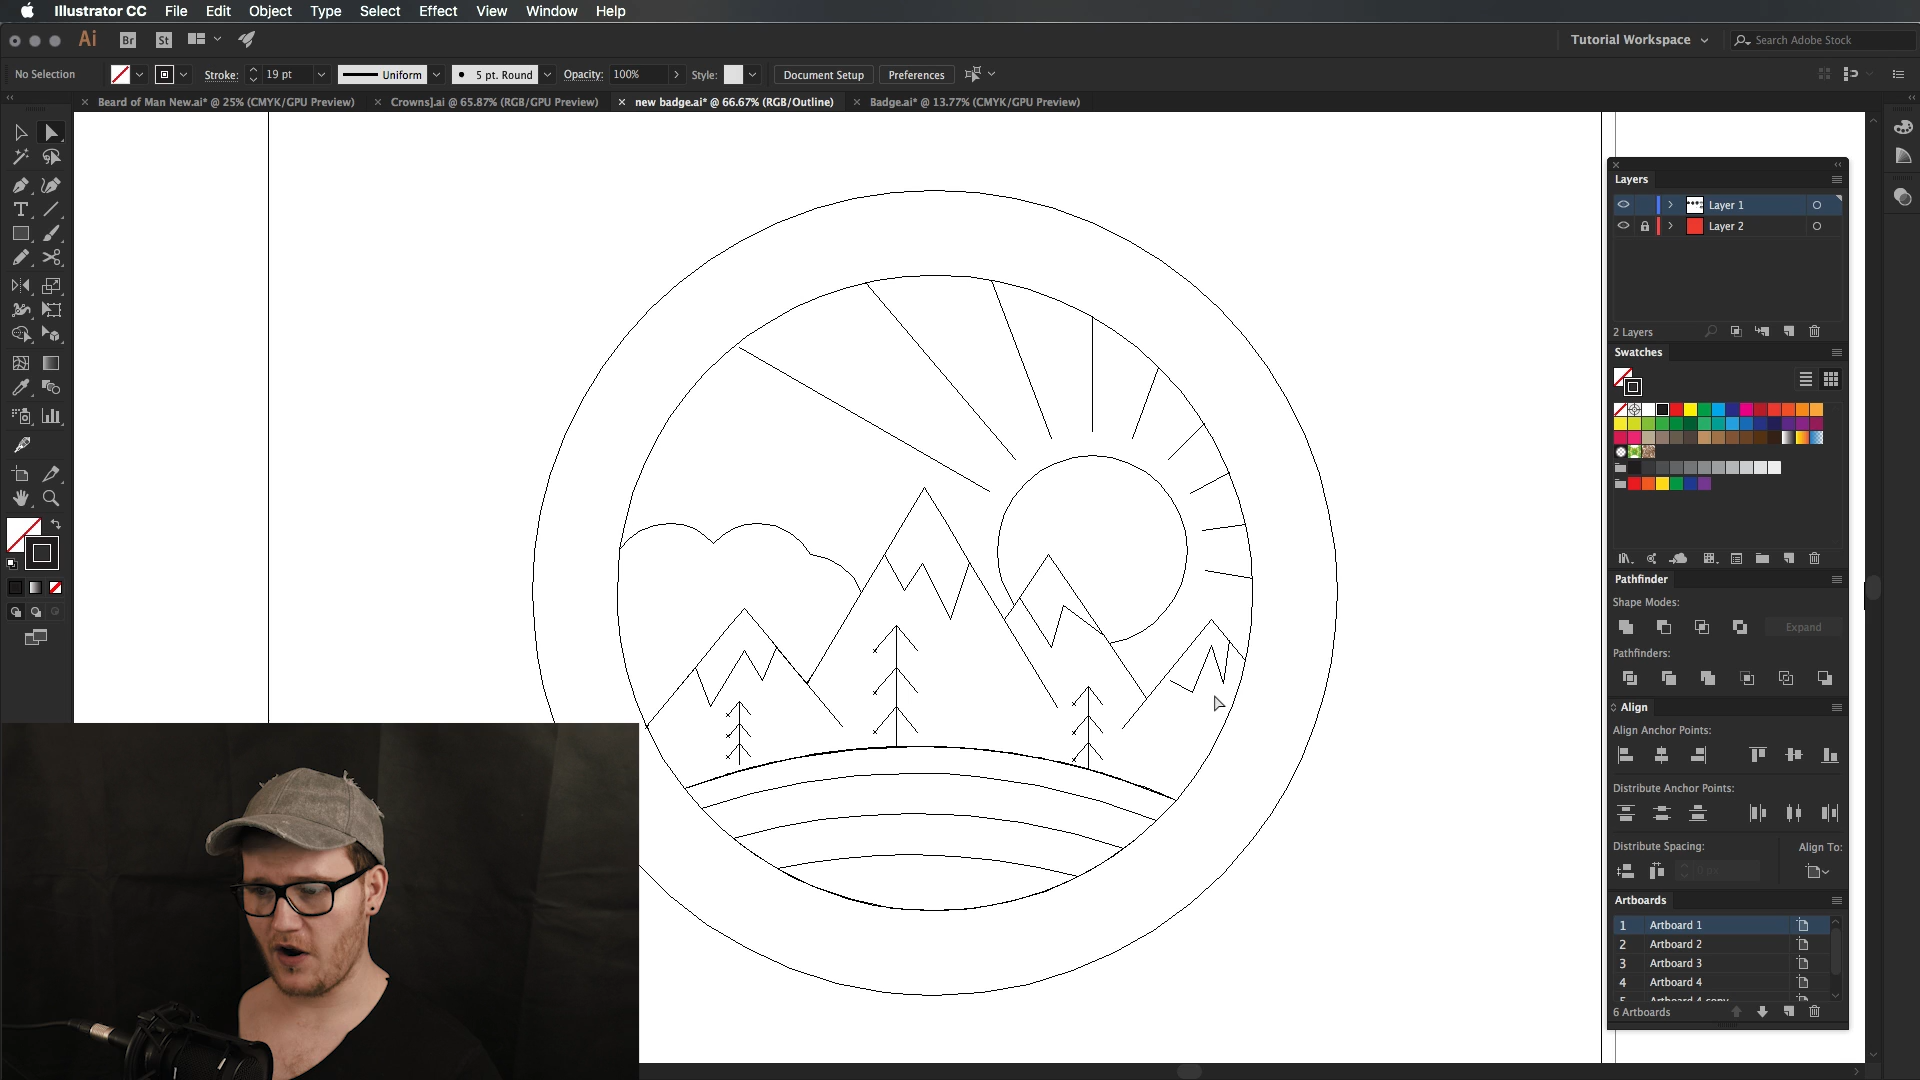 Illustrator CC File Edit Object Type Select Effect View Window Help
Ai Br St Tutorial Workspace Search Adobe Stock
No Selection Stroke: 19 pt Uniform 5 pt. Round Opacity: 100% Style: Document Setup Preferences
Beard of Man New.ai* @ 25% (CMYK/GPU Preview) Crowns].ai @ 65.87% (RGB/GPU Preview) new badge.ai* @ 66.67% (RGB/Outline) Badge.ai* @ 13.77% (CMYK/GPU Preview)
Layers
Layer 1
Layer 2
2 Layers
Swatches
Pathfinder
Shape Modes:
Expand
Pathfinders:
Align
Align Anchor Points:
Distribute Anchor Points:
Distribute Spacing: Align To:
Artboards
1 Artboard 1
2 Artboard 2
3 Artboard 3
4 Artboard 4
5 Artboard 4 copy
6 Artboards